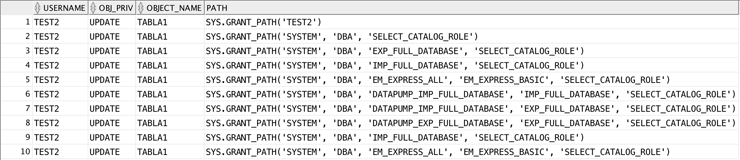 USERNAME OBJ_PRIV OBJECT_NAME PATH
1 TEST2 UPDATE TABLA1 SYS.GRANT_PATH('TEST2')
2 TEST2 UPDATE TABLA1 SYS.GRANT_PATH('SYSTEM', 'DBA', 'SELECT_CATALOG_ROLE')
3 TEST2 UPDATE TABLA1 SYS.GRANT_PATH('SYSTEM', 'DBA', 'EXP_FULL_DATABASE', 'SELECT_CATALOG_ROLE')
4 TEST2 UPDATE TABLA1 SYS.GRANT_PATH('SYSTEM', 'DBA', 'IMP_FULL_DATABASE', 'SELECT_CATALOG_ROLE')
5 TEST2 UPDATE TABLA1 SYS.GRANT_PATH('SYSTEM', 'DBA', 'EM_EXPRESS_ALL', 'EM_EXPRESS_BASIC', 'SELECT_CATALOG_ROLE')
6 TEST2 UPDATE TABLA1 SYS.GRANT_PATH('SYSTEM', 'DBA', 'DATAPUMP_IMP_FULL_DATABASE', 'IMP_FULL_DATABASE', 'SELECT_CATALOG_ROLE')
7 TEST2 UPDATE TABLA1 SYS.GRANT_PATH('SYSTEM', 'DBA', 'DATAPUMP_IMP_FULL_DATABASE', 'EXP_FULL_DATABASE', 'SELECT_CATALOG_ROLE')
8 TEST2 UPDATE TABLA1 SYS.GRANT_PATH('SYSTEM', 'DBA', 'DATAPUMP_EXP_FULL_DATABASE', 'EXP_FULL_DATABASE', 'SELECT_CATALOG_ROLE')
9 TEST2 UPDATE TABLA1 SYS.GRANT_PATH('SYSTEM', 'DBA', 'IMP_FULL_DATABASE', 'SELECT_CATALOG_ROLE')
10 TEST2 UPDATE TABLA1 SYS.GRANT_PATH('SYSTEM', 'DBA', 'EM_EXPRESS_ALL', 'EM_EXPRESS_BASIC', 'SELECT_CATALOG_ROLE')